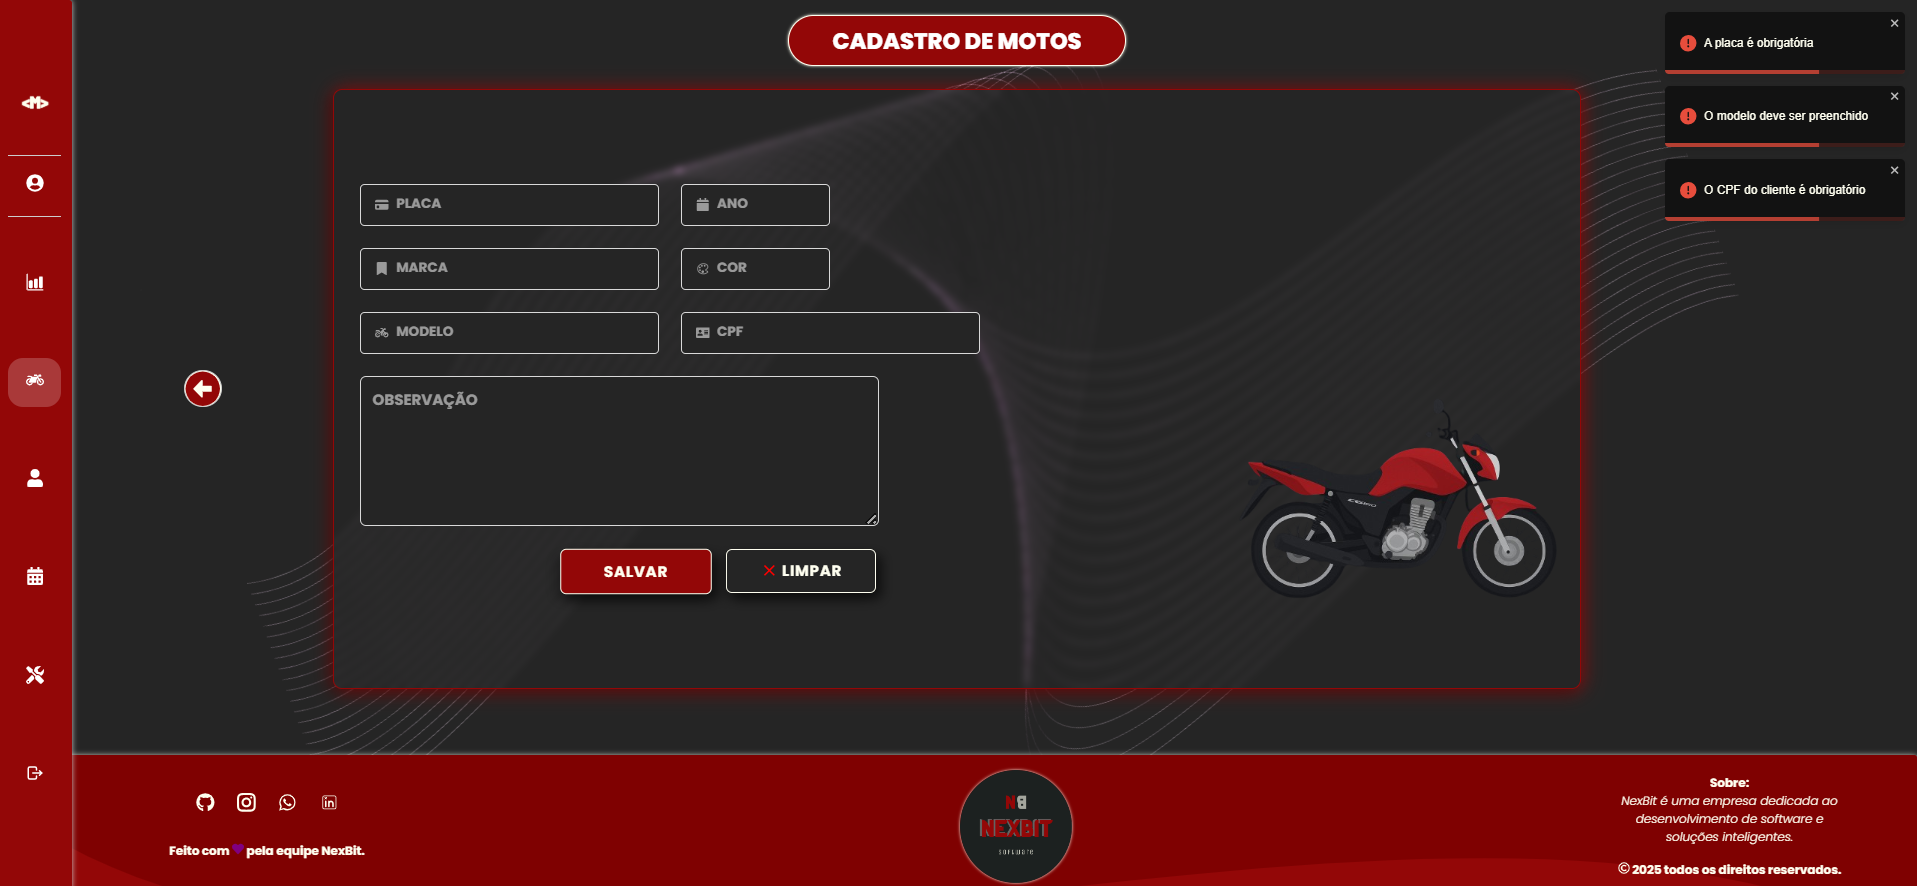 CADASTRO DE MOTOS
A placa é obrigatória
O modelo deve ser preenchido
O CPF do cliente é obrigatório
PLACA
ANO
MARCA
COR
MODELO
CPF
OBSERVAÇÃO
SALVAR
LIMPAR
Feito com pela equipe NexBit.
NB
NEXBIT
software
Sobre:
NexBit é uma empresa dedicada ao
desenvolvimento de software e
soluções inteligentes.
© 2025 todos os direitos reservados.